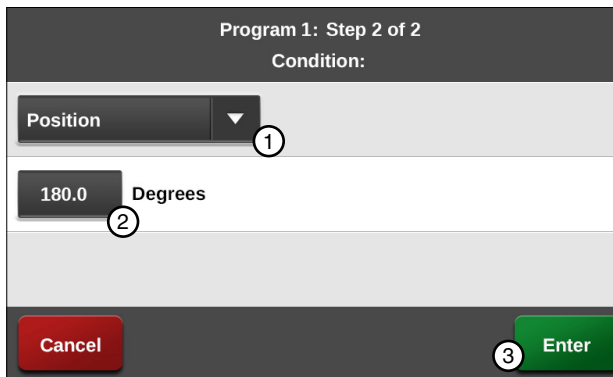 Program 1: Step 2 of 2
Condition:
Position
1
180.0 Degrees
2
Cancel
3 Enter